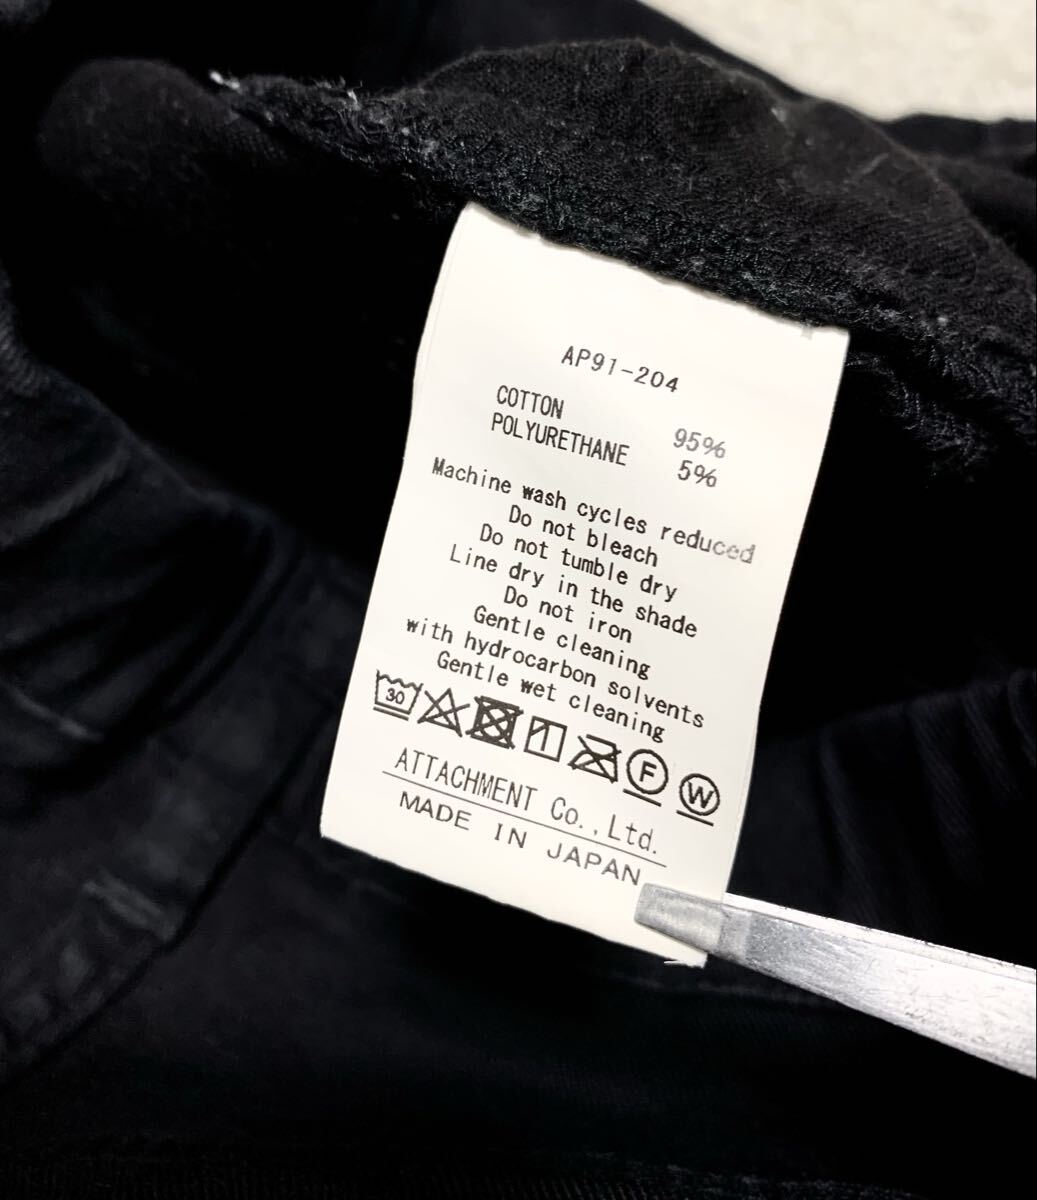 AP91-204
COTTON 95%
POLYURETHANE 5%
Machine wash cycles reduced
Do not bleach
Do not tumble dry
Line dry in the shade
Do not iron
Gentle cleaning
with hydrocarbon solvents
Gentle wet cleaning
30 F W
ATTACHMENT Co.,Ltd.
MADE IN JAPAN